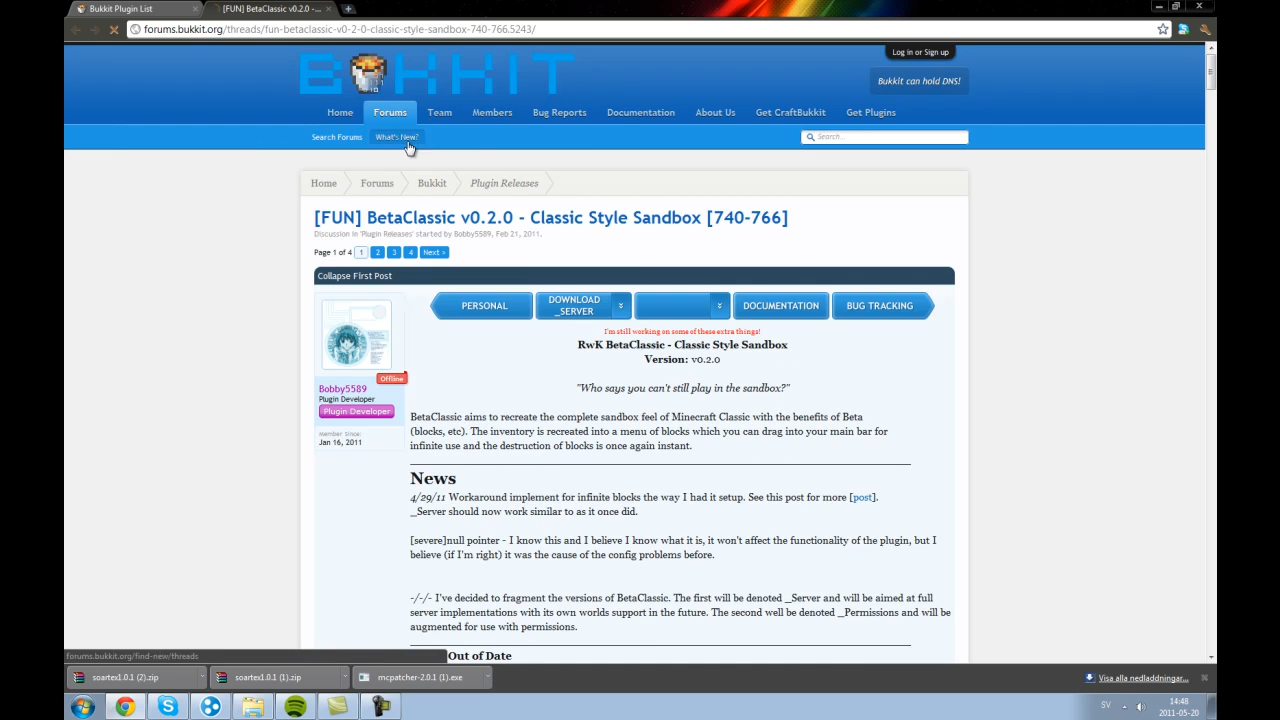 Bukkit Plugin List
[FUN] BetaClassic v0.2.0 - ...
forums.bukkit.org/threads/fun-betaclassic-v0-2-0-classic-style-sandbox-740-766.5243/
Log in or Sign up
BUKKIT
Bukkit can hold DNS!
Home Forums Team Members Bug Reports Documentation About Us Get CraftBukkit Get Plugins
Search Forums What's New? Search...
Home Forums Bukkit Plugin Releases
[FUN] BetaClassic v0.2.0 - Classic Style Sandbox [740-766]
Discussion in 'Plugin Releases' started by Bobby5589, Feb 21, 2011.
Page 1 of 4 1 2 3 4 Next >
Collapse First Post
PERSONAL DOWNLOAD _SERVER DOCUMENTATION BUG TRACKING
I'm still working on some of these extra things!
RwK BetaClassic - Classic Style Sandbox
Version: v0.2.0
Offline
Bobby5589
Plugin Developer
Plugin Developer
Member Since:
Jan 16, 2011
"Who says you can't still play in the sandbox?"
BetaClassic aims to recreate the complete sandbox feel of Minecraft Classic with the benefits of Beta
(blocks, etc). The inventory is recreated into a menu of blocks which you can drag into your main bar for
infinite use and the destruction of blocks is once again instant.
News
4/29/11 Workaround implement for infinite blocks the way I had it setup. See this post for more [post].
_Server should now work similar to as it once did.
[severe]null pointer - I know this and I believe I know what it is, it won't affect the functionality of the plugin, but I
believe (if I'm right) it was the cause of the config problems before.
-/-/- I've decided to fragment the versions of BetaClassic. The first will be denoted _Server and will be aimed at full
server implementations with its own worlds support in the future. The second well be denoted _Permissions and will be
augmented for use with permissions.
Out of Date
forums.bukkit.org/find-new/threads
soartex1.0.1 (2).zip soartex1.0.1 (1).zip mcpatcher-2.0.1 (1).exe Visa alla nedladdningar...
SV 14:48
2011-05-20